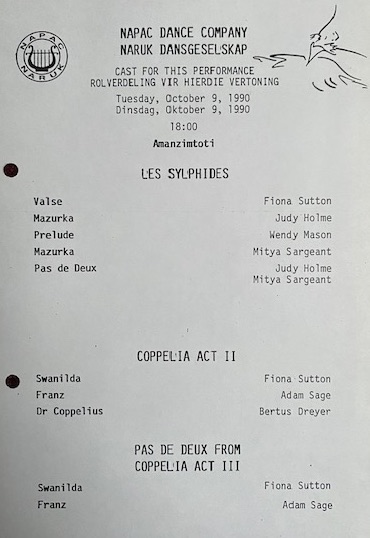 NAPAC
NARUK
NAPAC DANCE COMPANY
NARUK DANSGESELSKAP
CAST FOR THIS PERFORMANCE
ROLVERDELING VIR HIERDIE VERTONING
Tuesday, October 9, 1990
Dinsdag, Oktober 9, 1990
18:00
Amanzimtoti
LES SYLPHIDES
Valse Fiona Sutton
Mazurka Judy Holme
Prelude Wendy Mason
Mazurka Mitya Sargeant
Pas de Deux Judy Holme
Mitya Sargeant
COPPELIA ACT II
Swanilda Fiona Sutton
Franz Adam Sage
Dr Coppelius Bertus Dreyer
PAS DE DEUX FROM
COPPELIA ACT III
Swanilda Fiona Sutton
Franz Adam Sage